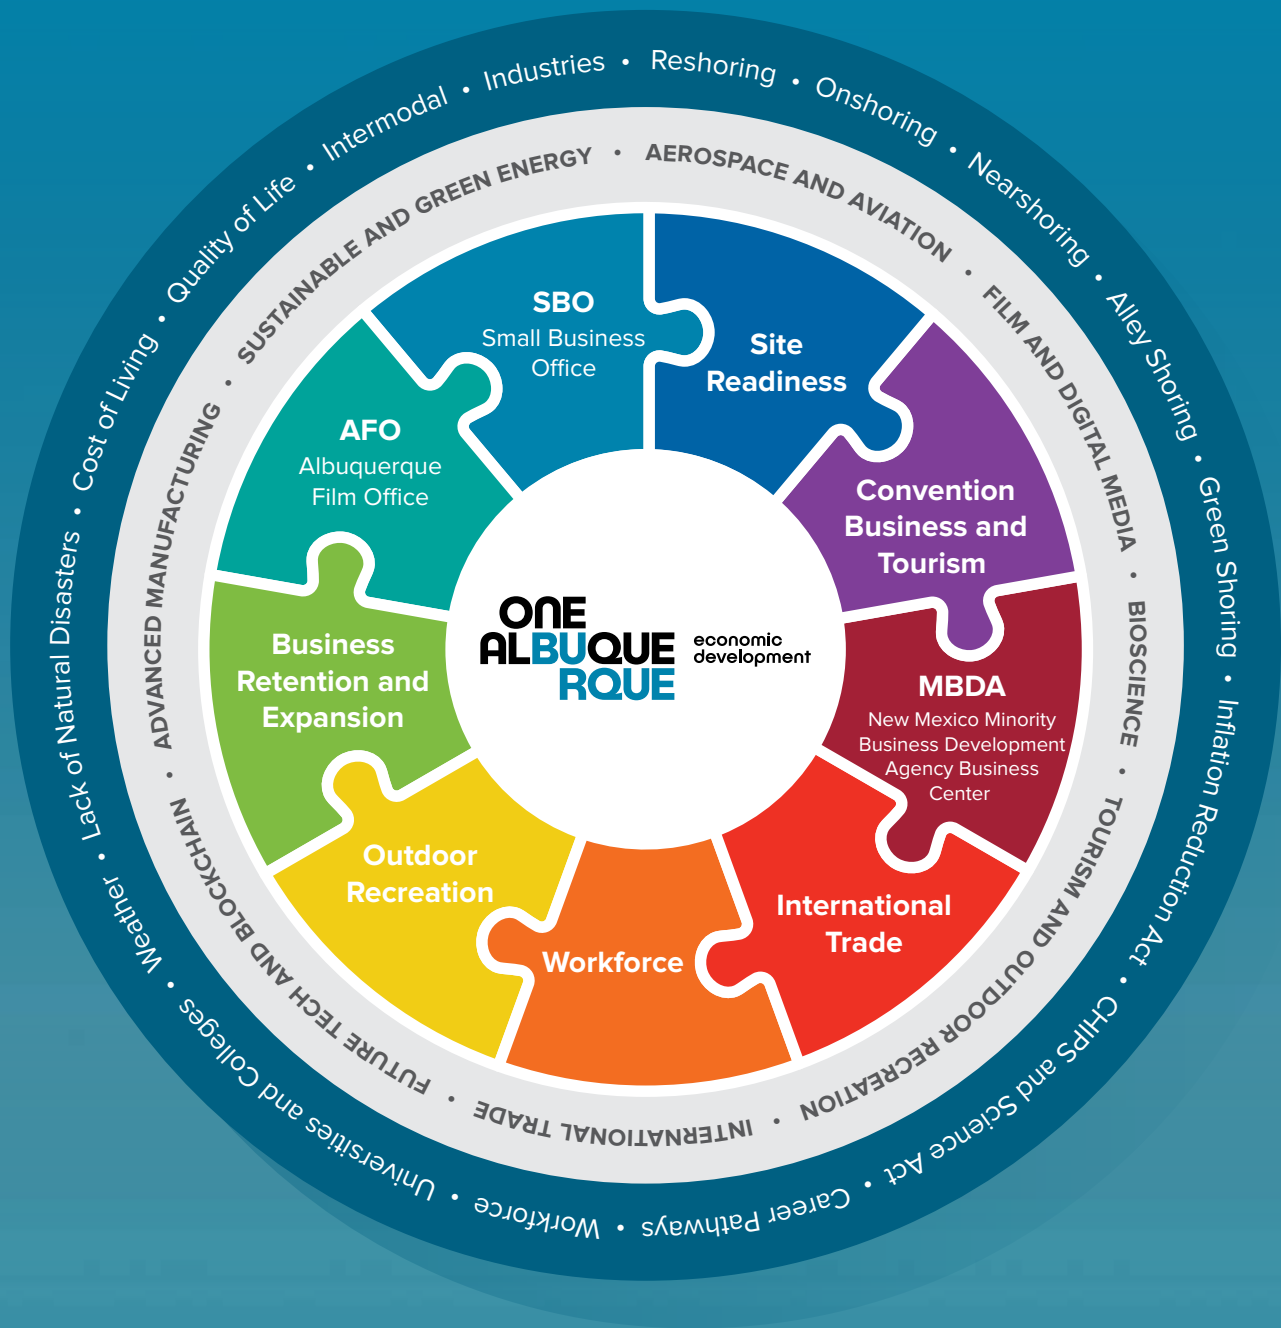 Industries • Reshoring • Onshoring • Nearshoring • Alley Shoring • Green Shoring • Inflation Reduction Act • CHIPS and Science Act • Career Pathways • Workforce • Universities and Colleges • Weather • Lack of Natural Disasters • Cost of Living • Quality of Life • Intermodal •
AEROSPACE AND AVIATION • FILM AND DIGITAL MEDIA • BIOSCIENCE • TOURISM AND OUTDOOR RECREATION • INTERNATIONAL TRADE • FUTURE TECH AND BLOCKCHAIN • ADVANCED MANUFACTURING • SUSTAINABLE AND GREEN ENERGY •
SBO
Small Business
Office
Site
Readiness
Convention
Business and
Tourism
MBDA
New Mexico Minority
Business Development
Agency Business
Center
International
Trade
Workforce
Outdoor
Recreation
Business
Retention and
Expansion
AFO
Albuquerque
Film Office
ONE
ALBUQUE
RQUE
economic
development